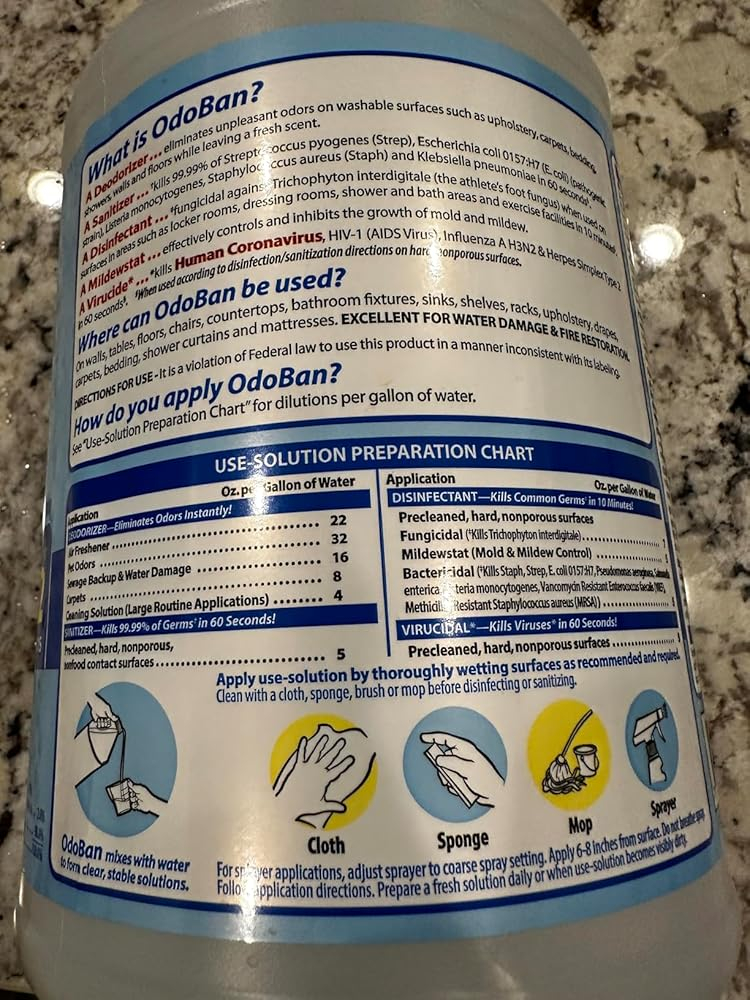 What is OdoBan?
A Deodorizer... eliminates unpleasant odors on washable surfaces such as upholstery, carpets, bedding,
showers, walls and floors while leaving a fresh scent.
A Sanitizer... *kills 99.99% of Streptococcus pyogenes (Strep), Escherichia coli 0157:H7 (E. coli) (pathogenic
strain), Listeria monocytogenes, Staphylococcus aureus (Staph) and Klebsiella pneumoniae in 60 seconds
A Disinfectant... fungicidal against Trichophyton interdigitale (the athlete's foot fungus) when used on
surfaces in areas such as locker rooms, dressing rooms, shower and bath areas and exercise facilities in 10 minutes
A Mildewstat... effectively controls and inhibits the growth of mold and mildew.
A Virucide*... *kills Human Coronavirus, HIV-1 (AIDS Virus), Influenza A H3N2 & Herpes Simplex Type 2
in 60 seconds When used according to disinfection/sanitization directions on hard nonporous surfaces.
Where can OdoBan be used?
On walls, tables, floors, chairs, countertops, bathroom fixtures, sinks, shelves, racks, upholstery, drapes,
carpets, bedding, shower curtains and mattresses. EXCELLENT FOR WATER DAMAGE & FIRE RESTORATION.
DIRECTIONS FOR USE - It is a violation of Federal law to use this product in a manner inconsistent with its labeling.
How do you apply OdoBan?
See "Use-Solution Preparation Chart" for dilutions per gallon of water.
USE-SOLUTION PREPARATION CHART
Application Oz. per Gallon of Water
DEODORIZER—Eliminates Odors Instantly!
Air Freshener 22
Pet Odors 32
Sewage Backup & Water Damage 16
Carpets 8
Cleaning Solution (Large Routine Applications) 4
SANITIZER—Kills 99.99% of Germs in 60 Seconds!
Precleaned, hard, nonporous,
nonfood contact surfaces 5
Application Oz. per Gallon of Water
DISINFECTANT—Kills Common Germs in 10 Minutes!
Precleaned, hard, nonporous surfaces
Fungicidal (Kills Trichophyton interdigitale)
Mildewstat (Mold & Mildew Control)
Bactericidal (Kills Staph, Strep, E. coli 0157:H7, Pseudomonas aeruginosa, Salmonella
enterica, Listeria monocytogenes, Vancomycin Resistant Enterococcus faecalis (VRE),
Methicillin Resistant Staphylococcus aureus (MRSA)
VIRUCIDAL*—Kills Viruses* in 60 Seconds!
Precleaned, hard, nonporous surfaces
Apply use-solution by thoroughly wetting surfaces as recommended and required.
Clean with a cloth, sponge, brush or mop before disinfecting or sanitizing.
OdoBan mixes with water
to form clear, stable solutions.
Cloth
Sponge
Mop
Sprayer
For sprayer applications, adjust sprayer to coarse spray setting. Apply 6-8 inches from surface. Do not breathe spray.
Follow application directions. Prepare a fresh solution daily or when use-solution becomes visibly dirty.